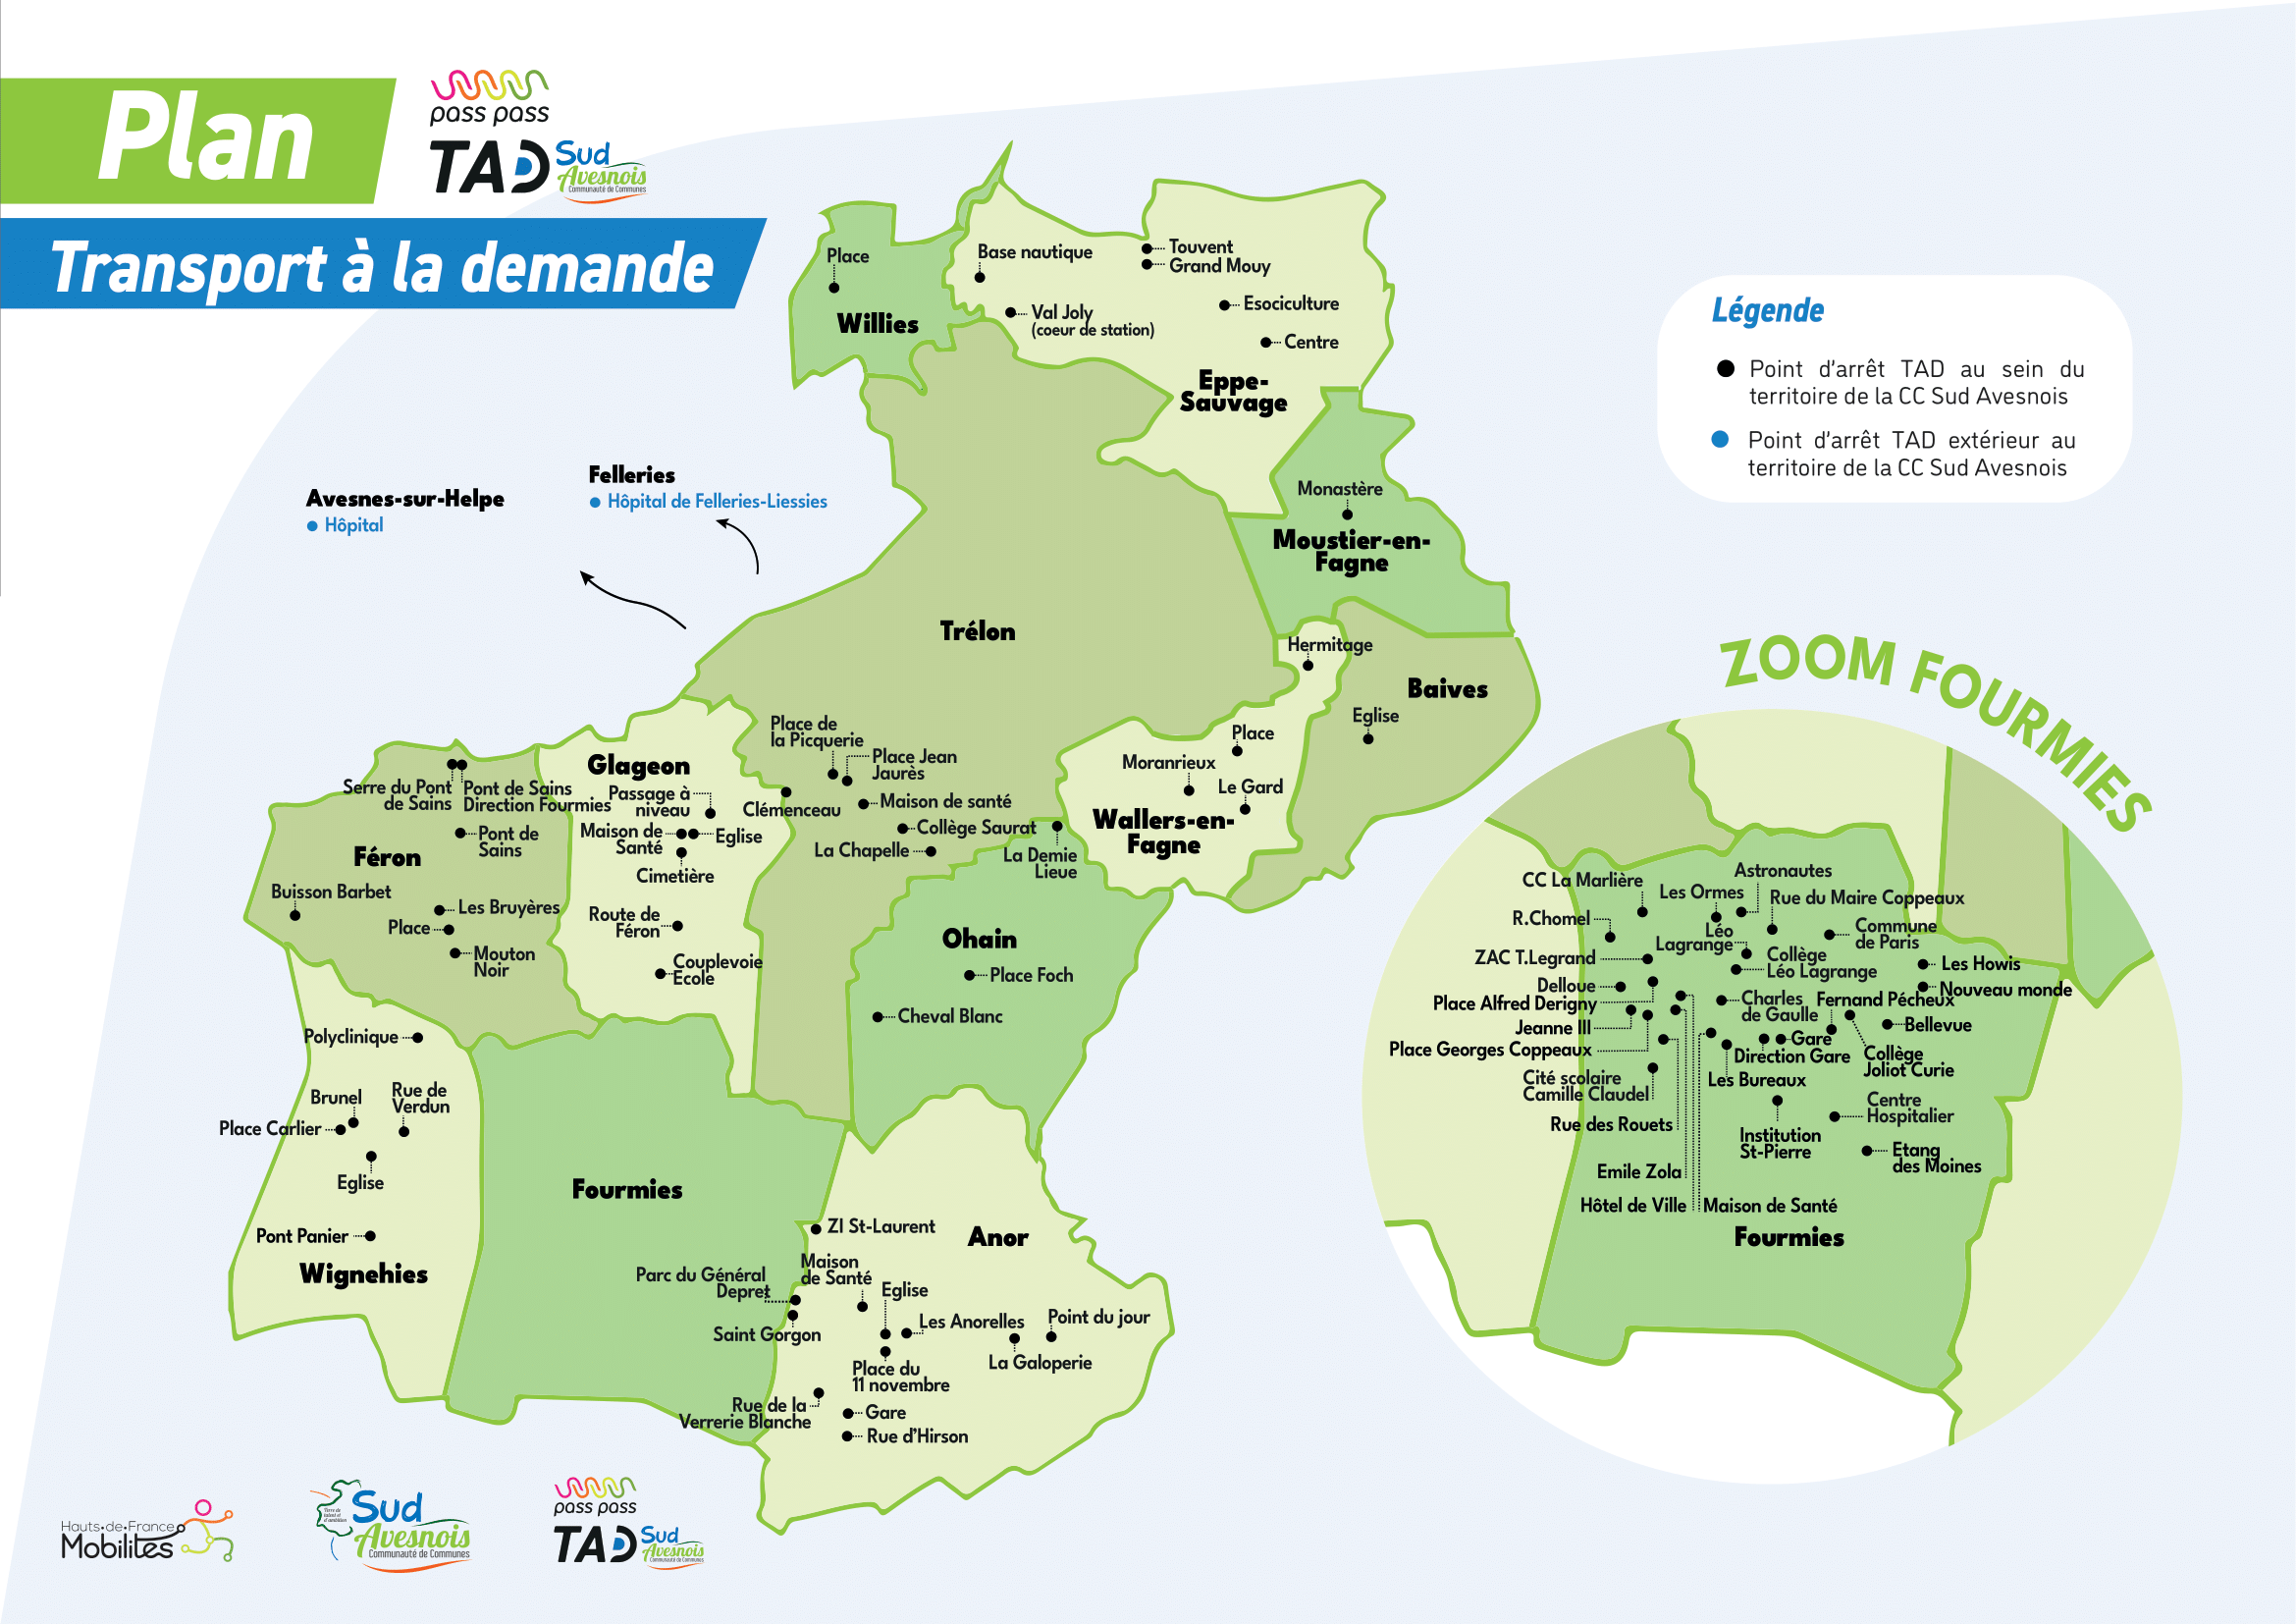 Plan
pass pass
TAD Sud
Avesnois
Communauté de Communes
Transport à la demande
Légende
Point d'arrêt TAD au sein du
territoire de la CC Sud Avesnois
Point d'arrêt TAD extérieur au
territoire de la CC Sud Avesnois
Avesnes-sur-Helpe
Hôpital
Felleries
Hôpital de Felleries-Liessies
Place
Willies
Base nautique
Touvent
Grand Mouy
Val Joly
(coeur de station)
Esociculture
Centre
Eppe-
Sauvage
Monastère
Moustier-en-
Fagne
Trélon
Place de
la Picquerie
Place Jean
Jaurès
Clémenceau
Maison de santé
Collège Saurat
La Chapelle
Hermitage
Place
Moranrieux
Le Gard
Wallers-en-
Fagne
Baives
Eglise
La Demie
Lieue
Ohain
Place Foch
Cheval Blanc
Glageon
Passage à
niveau
Maison de
Santé
Eglise
Cimetière
Route de
Féron
Couplevoie
Ecole
Serre du Pont
de Sains
Pont de Sains
Direction Fourmies
Pont de
Sains
Féron
Buisson Barbet
Les Bruyères
Place
Mouton
Noir
Polyclinique
Brunel
Rue de
Verdun
Place Carlier
Eglise
Pont Panier
Wignehies
Fourmies
Anor
ZI St-Laurent
Maison
de Santé
Parc du Général
Depret
Eglise
Saint Gorgon
Les Anorelles
Point du jour
La Galoperie
Place du
11 novembre
Rue de la
Verrerie Blanche
Gare
Rue d'Hirson
ZOOM FOURMIES
CC La Marlière
Astronautes
Les Ormes
Rue du Maire Coppeaux
R.Chomel
Léo
Lagrange
Commune
de Paris
ZAC T.Legrand
Collège
Léo Lagrange
Les Howis
Delloue
Nouveau monde
Place Alfred Derigny
Charles
de Gaulle
Fernand Pécheux
Jeanne III
Bellevue
Place Georges Coppeaux
Gare
Direction Gare
Collège
Joliot Curie
Cité scolaire
Camille Claudel
Les Bureaux
Centre
Hospitalier
Rue des Rouets
Institution
St-Pierre
Etang
des Moines
Emile Zola
Hôtel de Ville
Maison de Santé
Fourmies
Hauts•de•France
Mobilités
Terre de
talent et
d'ambition
Sud
Avesnois
Communauté de Communes
pass pass
TAD Sud
Avesnois
Communauté de Communes